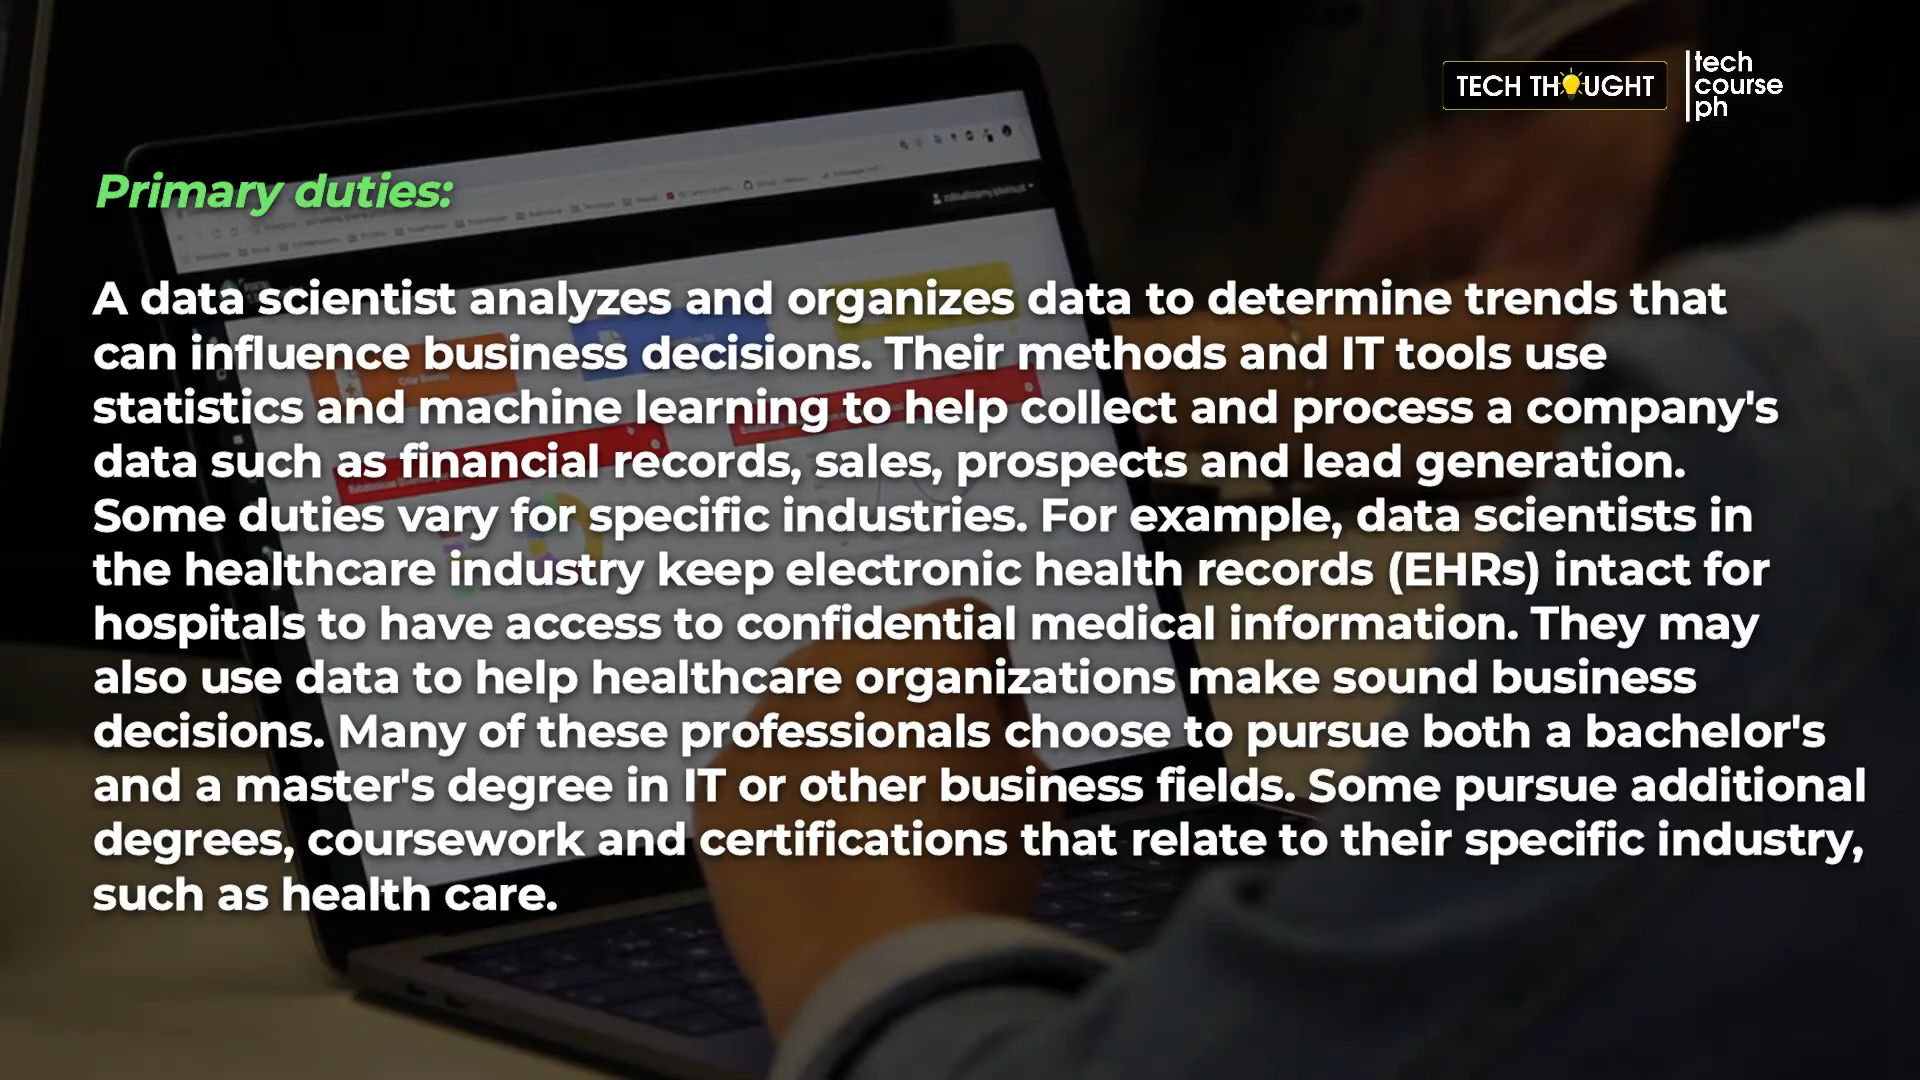 TECH THOUGHT
tech
course
ph
Primary duties:
A data scientist analyzes and organizes data to determine trends that
can influence business decisions. Their methods and IT tools use
statistics and machine learning to help collect and process a company's
data such as financial records, sales, prospects and lead generation.
Some duties vary for specific industries. For example, data scientists in
the healthcare industry keep electronic health records (EHRs) intact for
hospitals to have access to confidential medical information. They may
also use data to help healthcare organizations make sound business
decisions. Many of these professionals choose to pursue both a bachelor's
and a master's degree in IT or other business fields. Some pursue additional
degrees, coursework and certifications that relate to their specific industry,
such as health care.